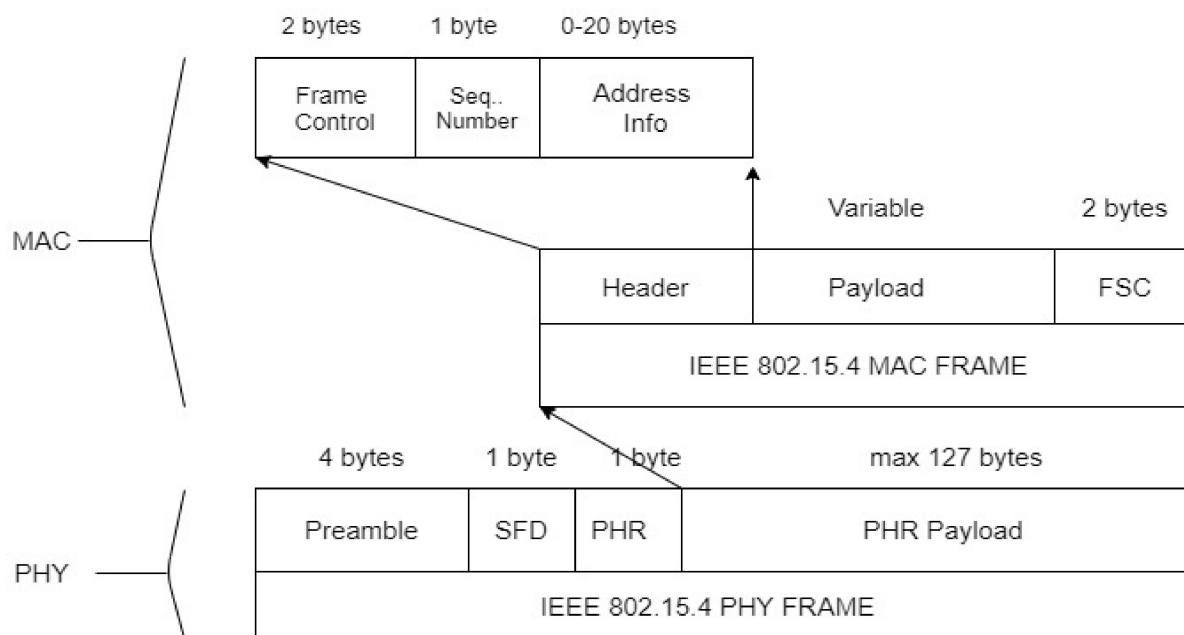 2 bytes 1 byte 0-20 bytes
Frame Control
Seq.. Number
Address Info
MAC
Variable 2 bytes
Header Payload FSC
IEEE 802.15.4 MAC FRAME
4 bytes 1 byte 1 byte max 127 bytes
Preamble SFD PHR PHR Payload
PHY
IEEE 802.15.4 PHY FRAME